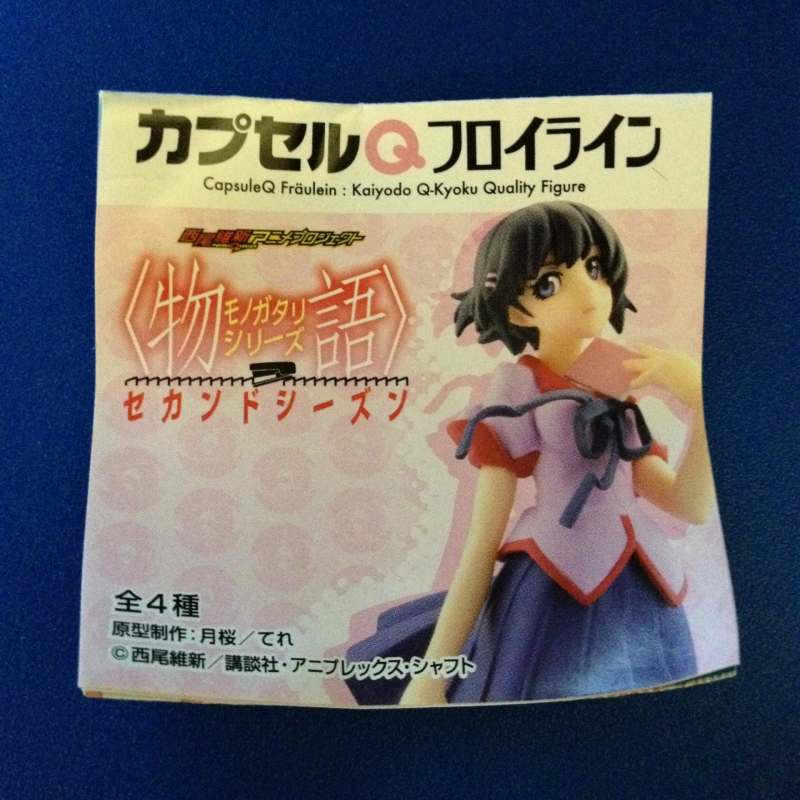 カプセルQフロイライン
CapsuleQ Fräulein : Kaiyodo Q-Kyoku Quality Figure
西尾維新アニメプロジェクト
〈物語〉
モノガタリ
シリーズ
セカンドシーズン
全4種
原型制作：月桜／てれ
©西尾維新／講談社・アニプレックス・シャフト